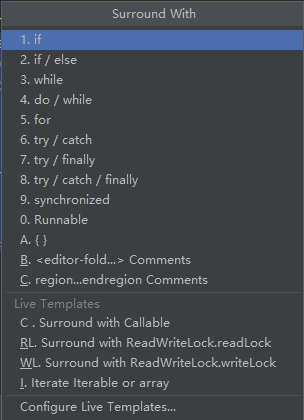 Surround With
1. if
2. if / else
3. while
4. do / while
5. for
6. try / catch
7. try / finally
8. try / catch / finally
9. synchronized
0. Runnable
A. { }
B. <editor-fold...> Comments
C. region...endregion Comments
Live Templates
C . Surround with Callable
RL. Surround with ReadWriteLock.readLock
WL. Surround with ReadWriteLock.writeLock
I. Iterate Iterable or array
Configure Live Templates...